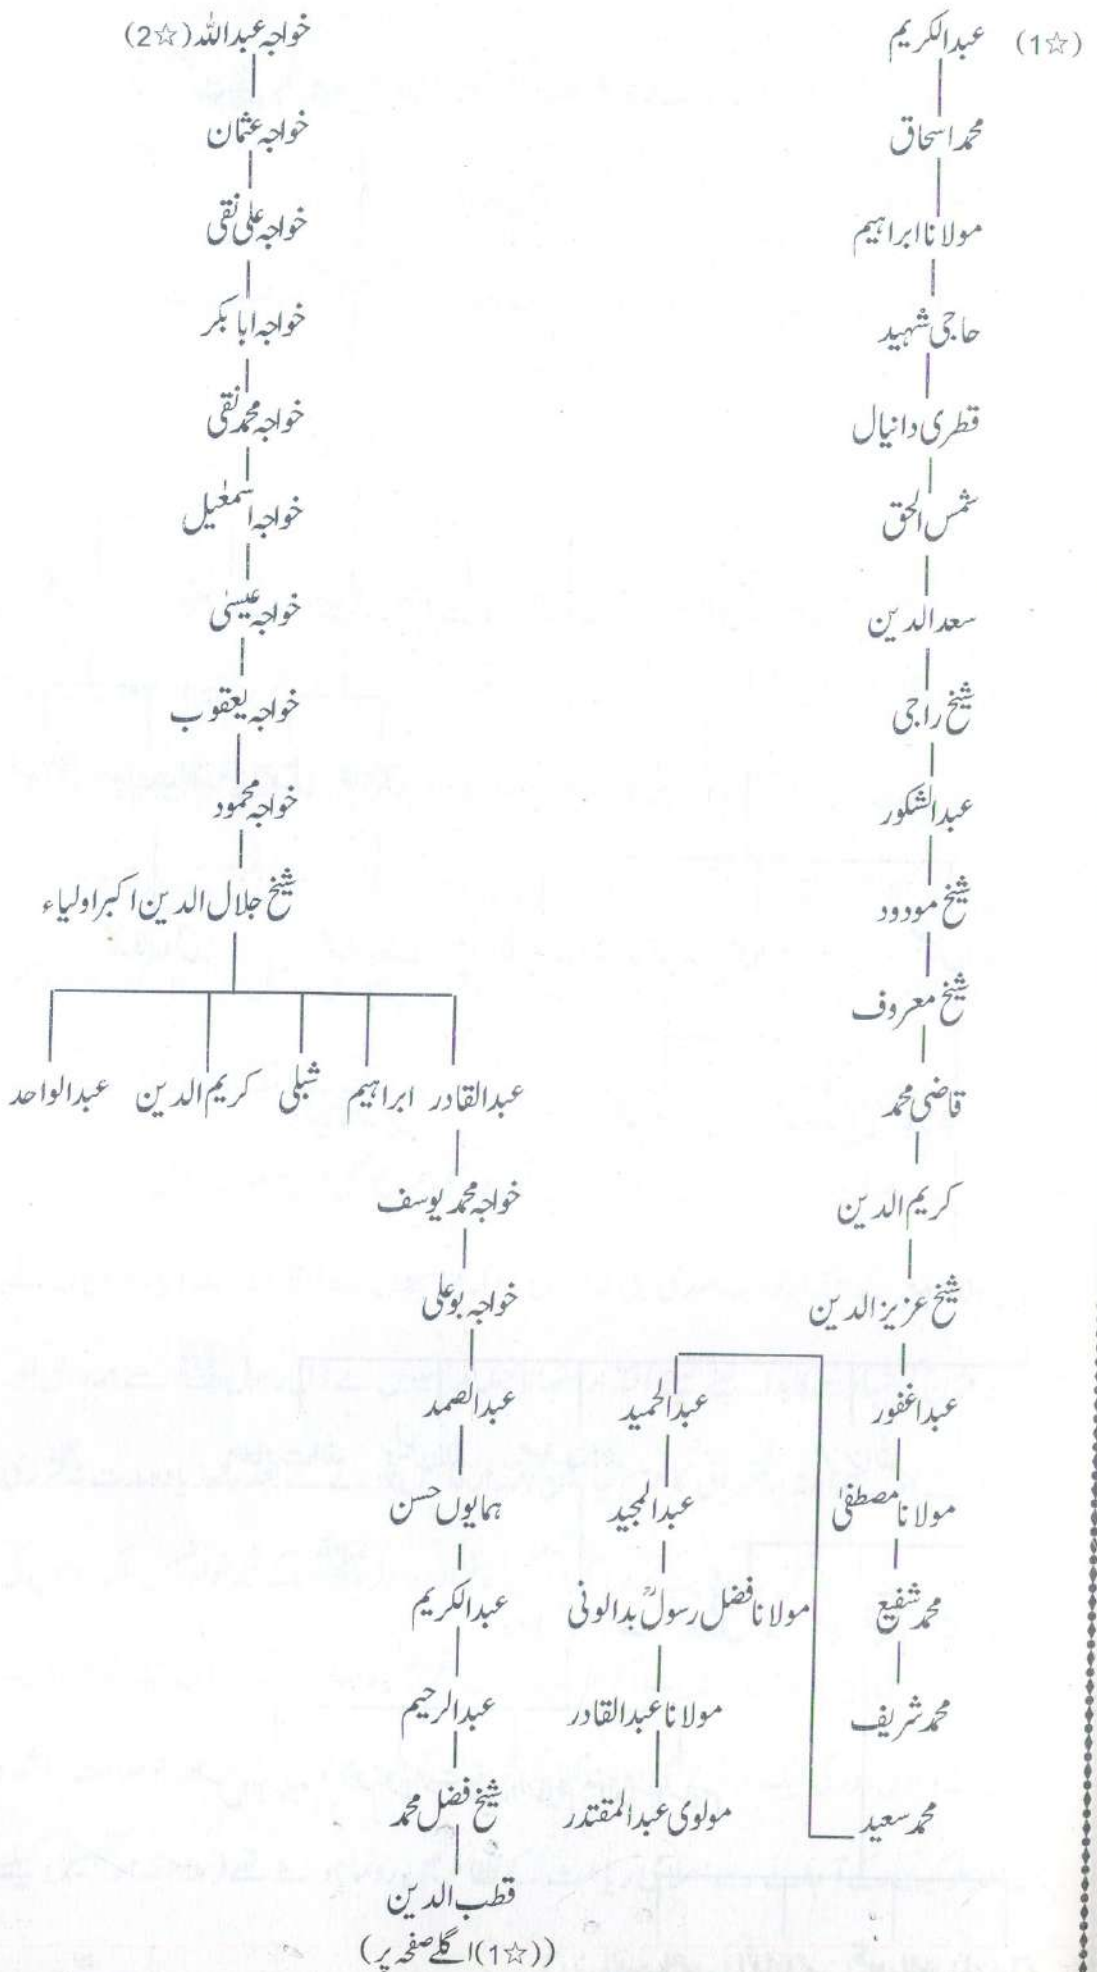 (☆1) عبدالکریم
محمد اسحاق
مولانا ابراہیم
حاجی شہید
قطری دانیال
شمس الحق
سعد الدین
شیخ راجی
عبدالشکور
شیخ مودود
شیخ معروف
قاضی محمد
کریم الدین
شیخ عزیز الدین
عبدالغفور
مولانا مصطفیٰ
محمد شفیع
محمد شریف
محمد سعید
عبدالحمید
عبدالمجید
مولانا فضل رسولؒ بدالونی
مولانا عبدالقادر
مولوی عبدالمقتدر
خواجہ عبداللہ (☆2)
خواجہ عثمان
خواجہ علی نقی
خواجہ ابابکر
خواجہ محمد نقی
خواجہ اسمعٰیل
خواجہ عیسیٰ
خواجہ یعقوب
خواجہ محمود
شیخ جلال الدین اکبر اولیاء
عبدالقادر ابراہیم شبلی کریم الدین عبدالواحد
خواجہ محمد یوسف
خواجہ بوعلی
عبدالصمد
ہمایوں حسن
عبدالکریم
عبدالرحیم
شیخ فضل محمد
قطب الدین
((☆1) اگلے صفحہ پر)